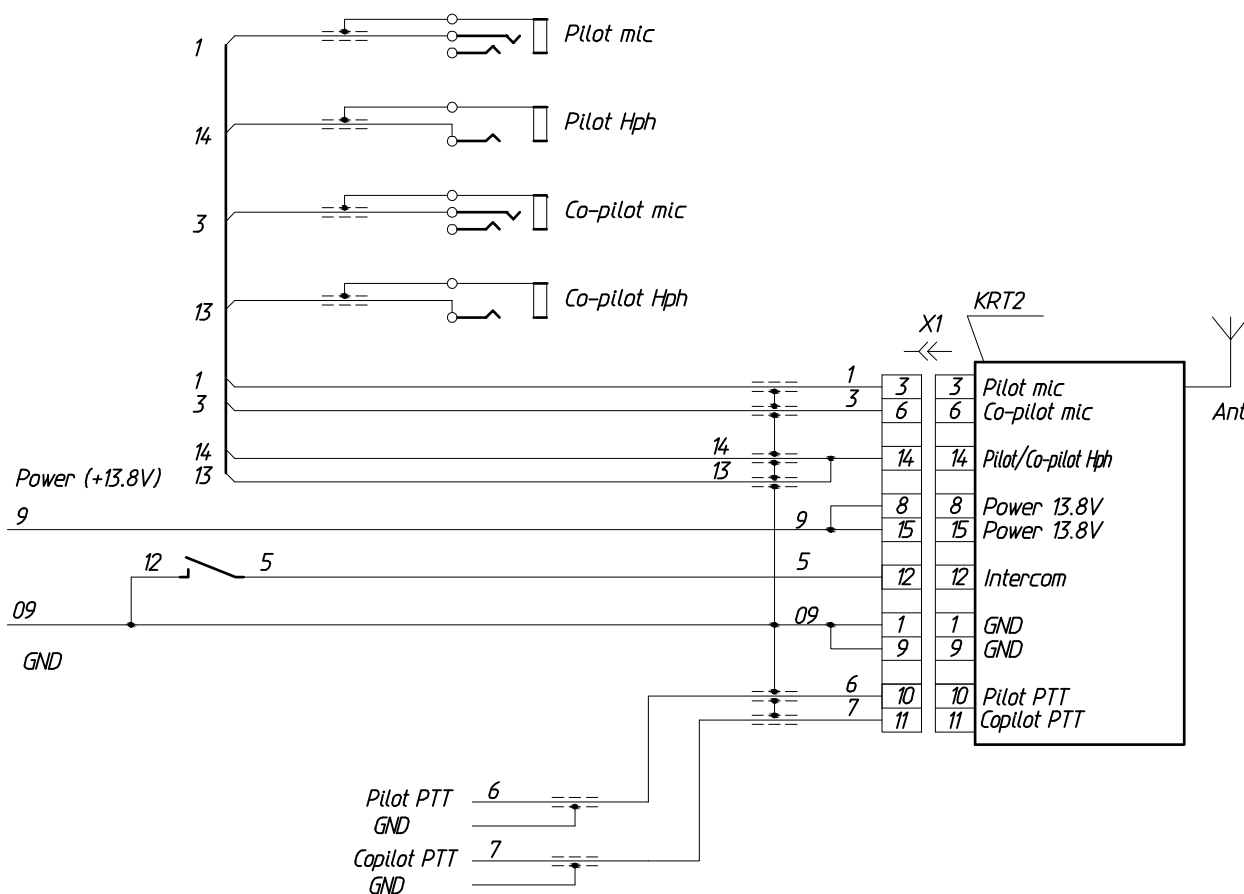 1 Pilot mic
14 Pilot Hph
3 Co-pilot mic
13 Co-pilot Hph
KRT2
X1
1 1 3 3 Pilot mic
3 3 6 6 Co-pilot mic
Ant
14 14 14 14 Pilot/Co-pilot Hph
13 13
Power (+13.8V)
8 8 Power 13.8V
9 9 15 15 Power 13.8V
12 5 5 12 12 Intercom
09 09 1 1 GND
9 9 GND
GND
6 10 10 Pilot PTT
7 11 11 Copilot PTT
Pilot PTT 6
GND
Copilot PTT 7
GND